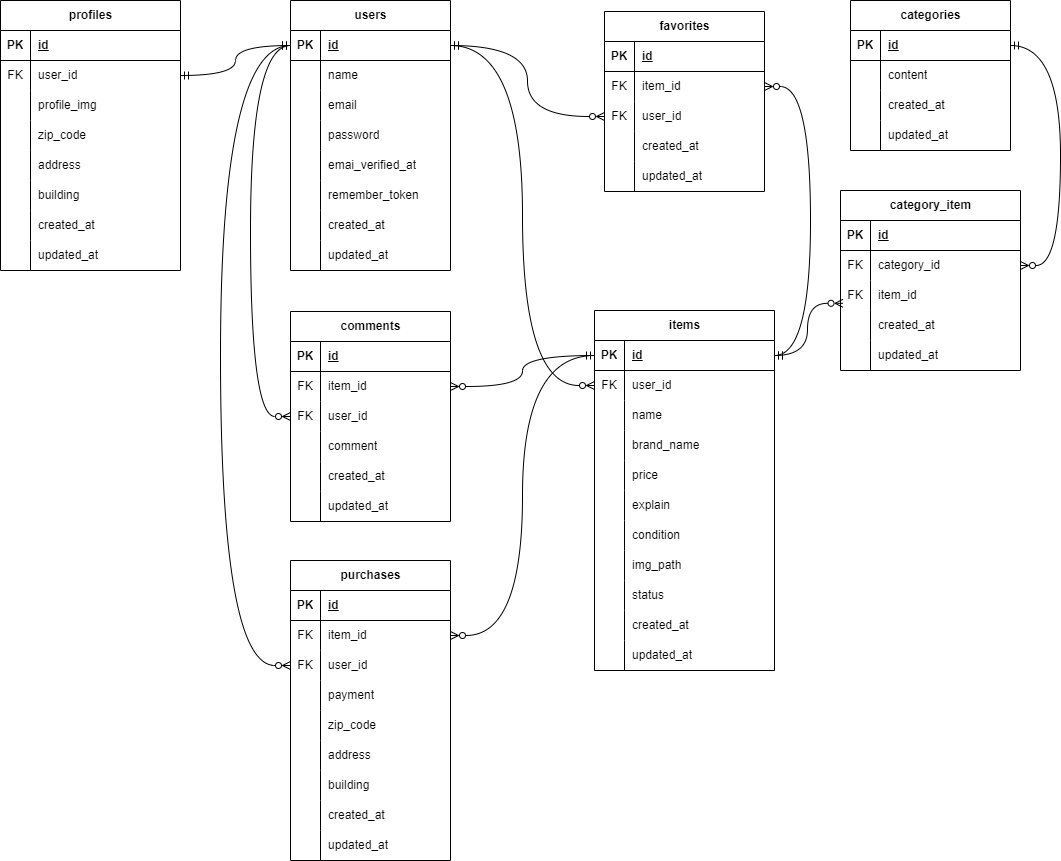 profiles
PK id
FK user_id
profile_img
zip_code
address
building
created_at
updated_at
users
PK id
name
email
password
emai_verified_at
remember_token
created_at
updated_at
favorites
PK id
FK item_id
FK user_id
created_at
updated_at
categories
PK id
content
created_at
updated_at
category_item
PK id
FK category_id
FK item_id
created_at
updated_at
comments
PK id
FK item_id
FK user_id
comment
created_at
updated_at
items
PK id
FK user_id
name
brand_name
price
explain
condition
img_path
status
created_at
updated_at
purchases
PK id
FK item_id
FK user_id
payment
zip_code
address
building
created_at
updated_at